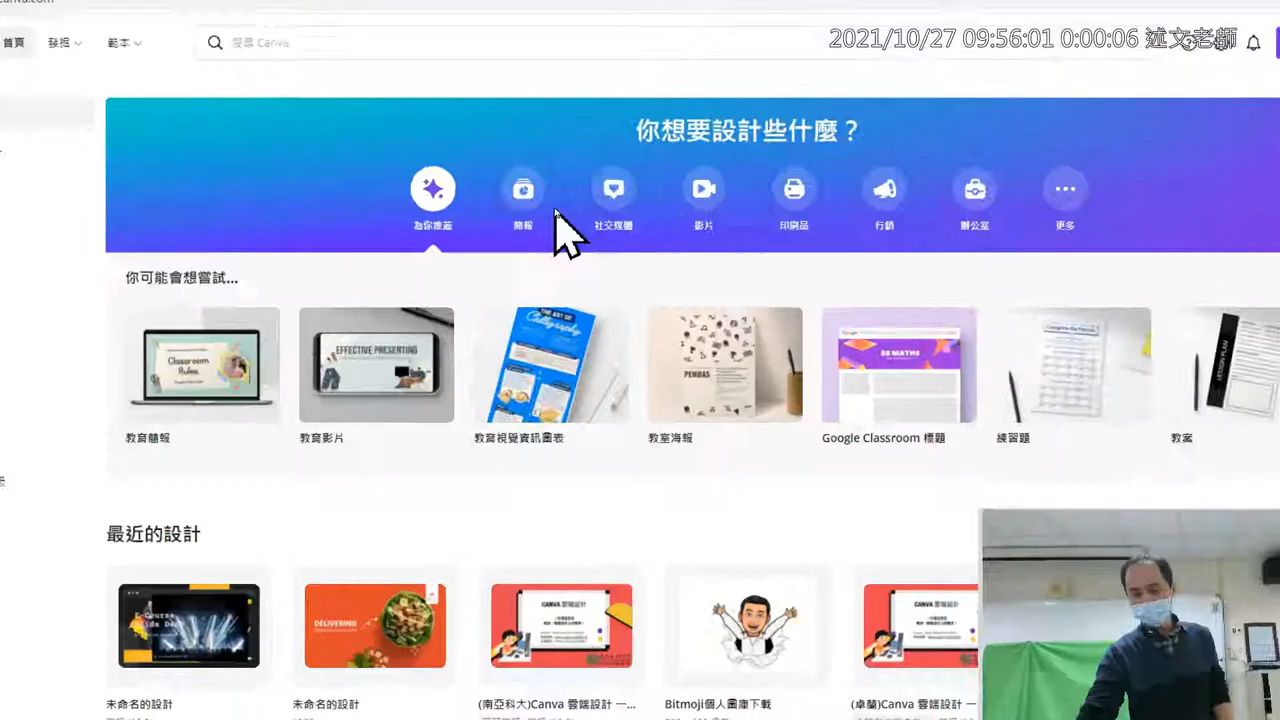 首頁
發掘
範本
搜尋 Canva
2021/10/27 09:56:01 0:00:06 述文老師
你想要設計些什麼？
為你推薦
簡報
社交媒體
影片
印刷品
行銷
辦公室
更多
你可能會想嘗試...
Classroom
Rules
EFFECTIVE PRESENTING
THE ART OF
Calligraphy
PEMBAS
8B MATHS
LESSON PLAN
教育簡報
教育影片
教育視覺資訊圖表
教室海報
Google Classroom 標題
練習題
教案
最近的設計
E-Course
DELIVERING
CANVA 雲端設計
CANVA 雲端設計
未命名的設計
未命名的設計
(南亞科大)Canva 雲端設計 一...
Bitmoji個人圖庫下載
(卓蘭)Canva 雲端設計 一